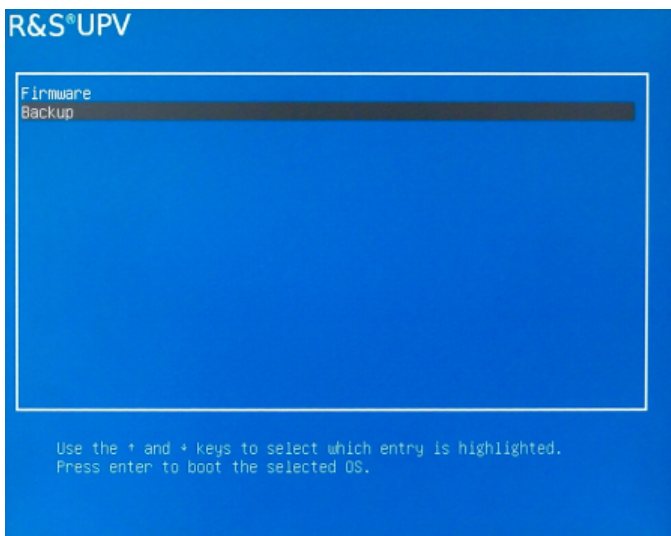 R&S®UPV
Firmware
Backup
Use the ↑ and ↓ keys to select which entry is highlighted.
Press enter to boot the selected OS.